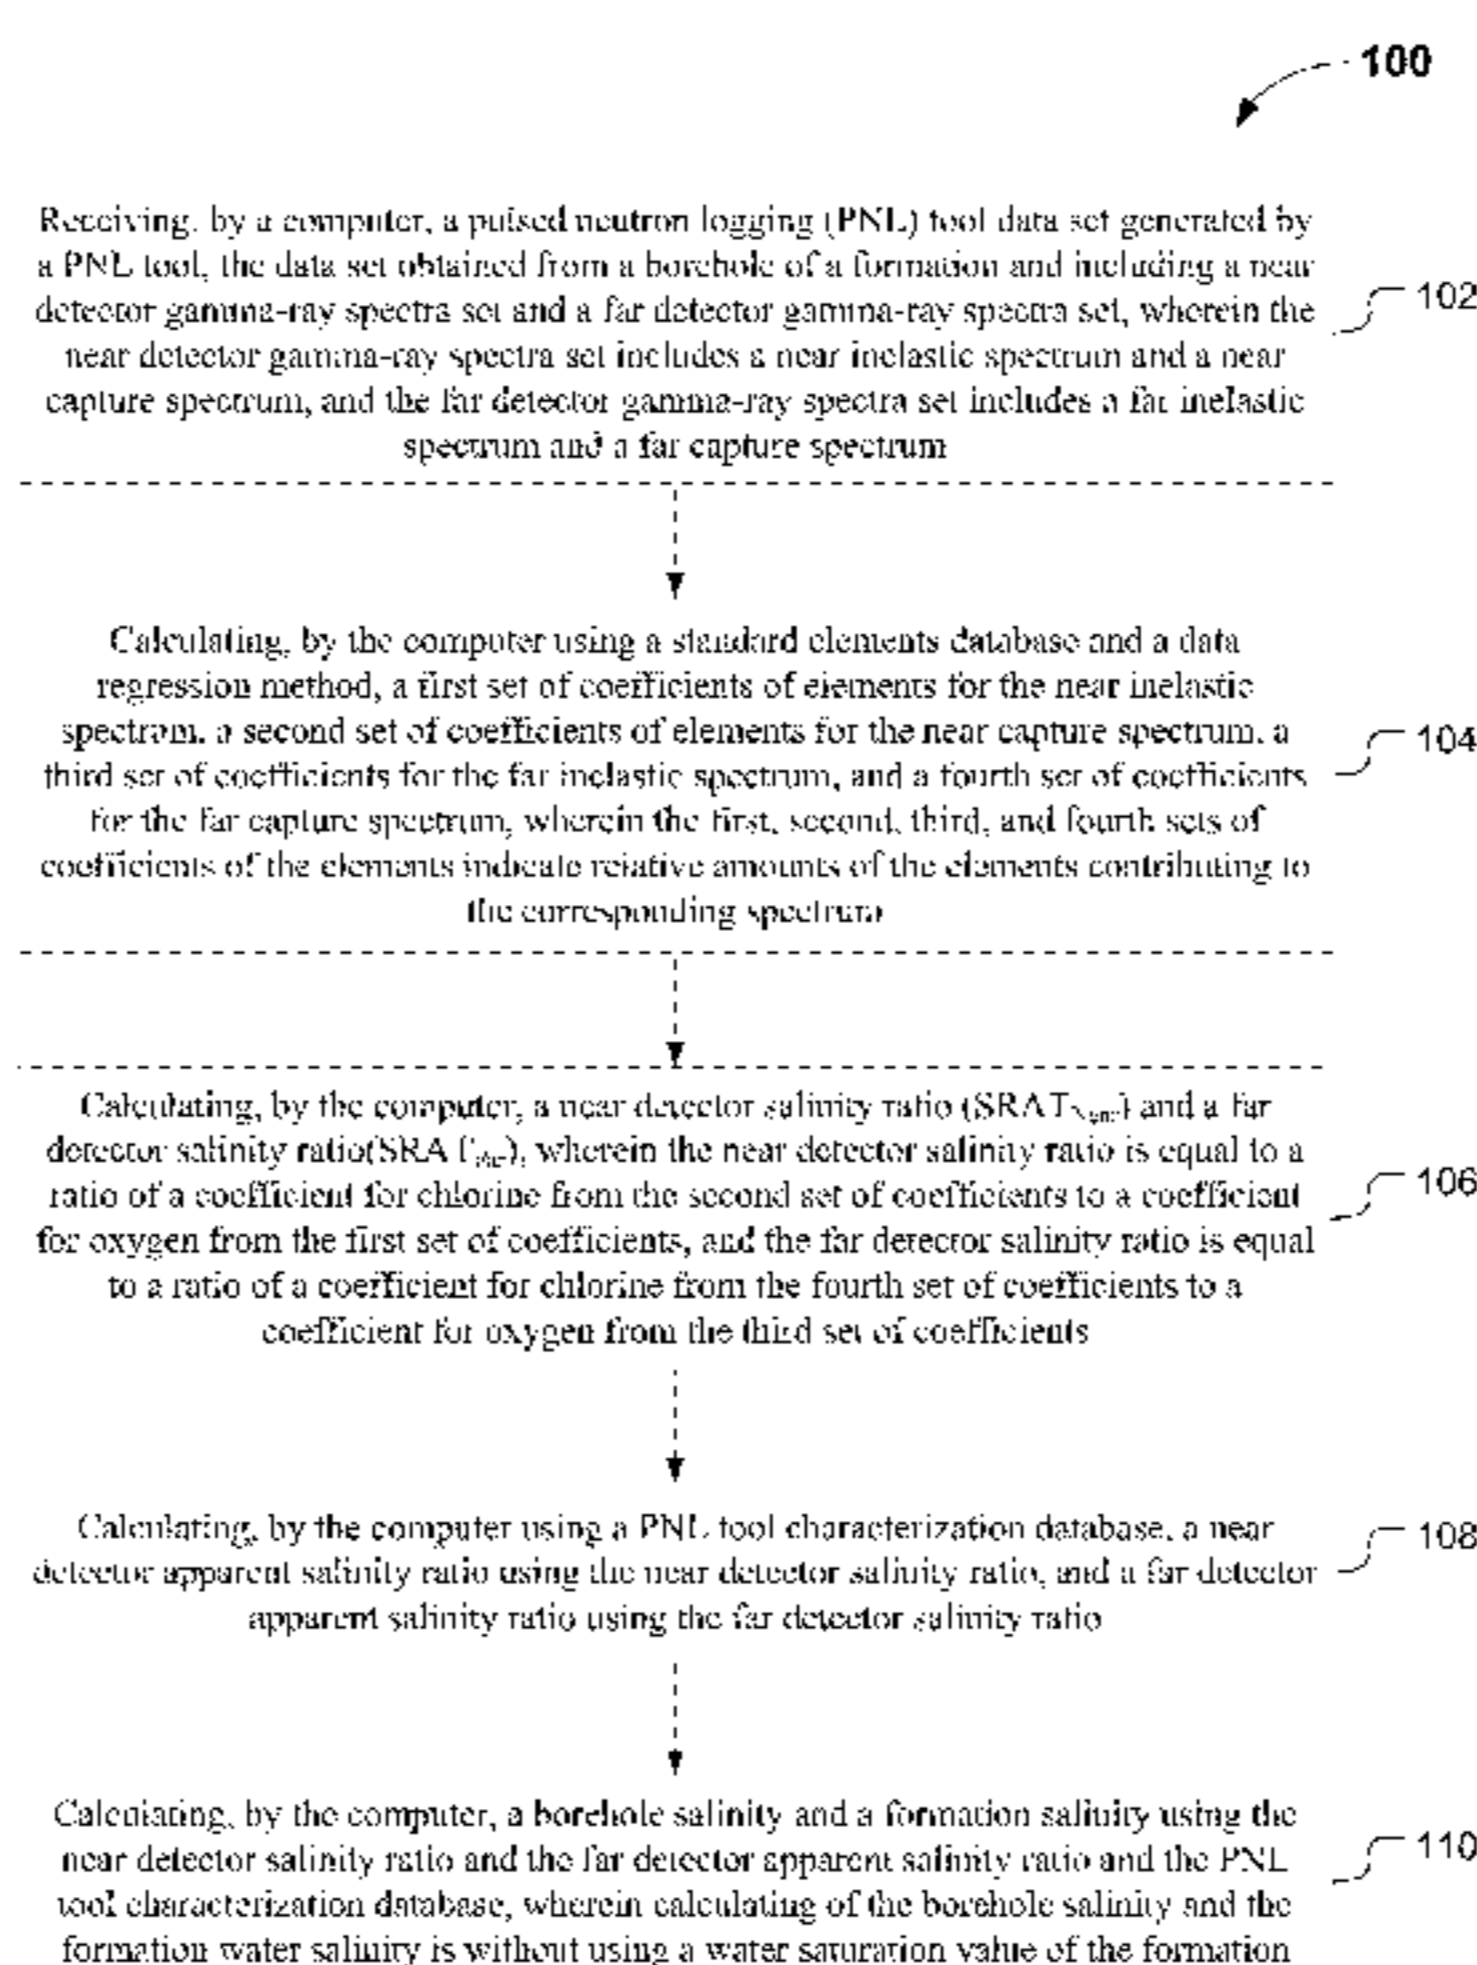 100
Receiving, by a computer, a pulsed neutron logging (PNL) tool data set generated by
a PNL tool, the data set obtained from a borehole of a formation and including a near
detector gamma-ray spectra set and a far detector gamma-ray spectra set, wherein the
near detector gamma-ray spectra set includes a near inelastic spectrum and a near
capture spectrum, and the far detector gamma-ray spectra set includes a far inelastic
spectrum and a far capture spectrum
102
Calculating, by the computer using a standard elements database and a data
regression method, a first set of coefficients of elements for the near inelastic
spectrum, a second set of coefficients of elements for the near capture spectrum, a
third set of coefficients for the far inelastic spectrum, and a fourth set of coefficients
for the far capture spectrum, wherein the first, second, third, and fourth sets of
coefficients of the elements indicate relative amounts of the elements contributing to
the corresponding spectrum
104
Calculating, by the computer, a near detector salinity ratio (SRATNear) and a far
detector salinity ratio(SRATFar), wherein the near detector salinity ratio is equal to a
ratio of a coefficient for chlorine from the second set of coefficients to a coefficient
for oxygen from the first set of coefficients, and the far detector salinity ratio is equal
to a ratio of a coefficient for chlorine from the fourth set of coefficients to a
coefficient for oxygen from the third set of coefficients
106
Calculating, by the computer using a PNL tool characterization database, a near
detector apparent salinity ratio using the near detector salinity ratio, and a far detector
apparent salinity ratio using the far detector salinity ratio
108
Calculating, by the computer, a borehole salinity and a formation salinity using the
near detector salinity ratio and the far detector apparent salinity ratio and the PNL
tool characterization database, wherein calculating of the borehole salinity and the
formation water salinity is without using a water saturation value of the formation
110